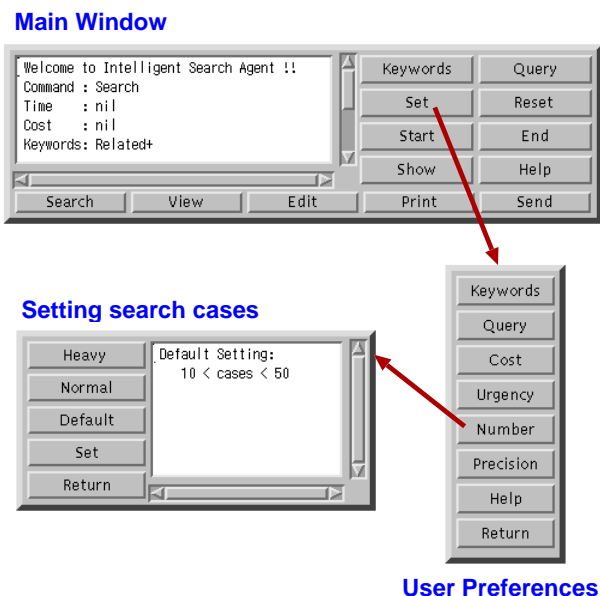 Main Window
Welcome to Intelligent Search Agent !!
Command : Search
Time    : nil
Cost    : nil
Keywords: Related+
Keywords
Query
Set
Reset
Start
End
Show
Help
Search
View
Edit
Print
Send
Setting search cases
Heavy
Normal
Default
Set
Return
Default Setting:
10 < cases < 50
Keywords
Query
Cost
Urgency
Number
Precision
Help
Return
User Preferences